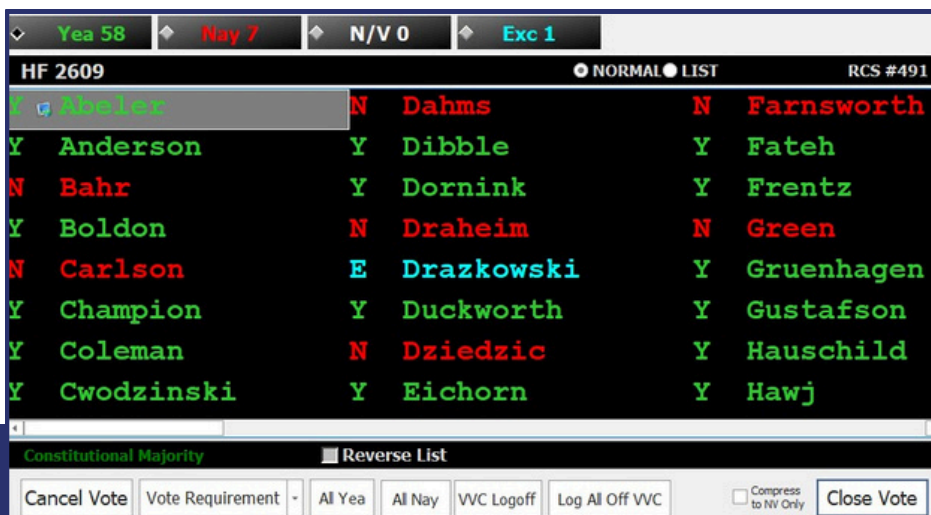 Yea 58 Nay 7 N/V 0 Exc 1
HF 2609 NORMAL LIST RCS #491
Y Abeler N Dahms N Farnsworth
Y Anderson Y Dibble Y Fateh
N Bahr Y Dornink Y Frentz
Y Boldon N Draheim N Green
N Carlson E Drazkowski Y Gruenhagen
Y Champion Y Duckworth Y Gustafson
Y Coleman N Dziedzic Y Hauschild
Y Cwodzinski Y Eichorn Y Hawj
Constitutional Majority Reverse List
Cancel Vote Vote Requirement All Yea All Nay VVC Logoff Log All Off VVC Compress to NV Only Close Vote